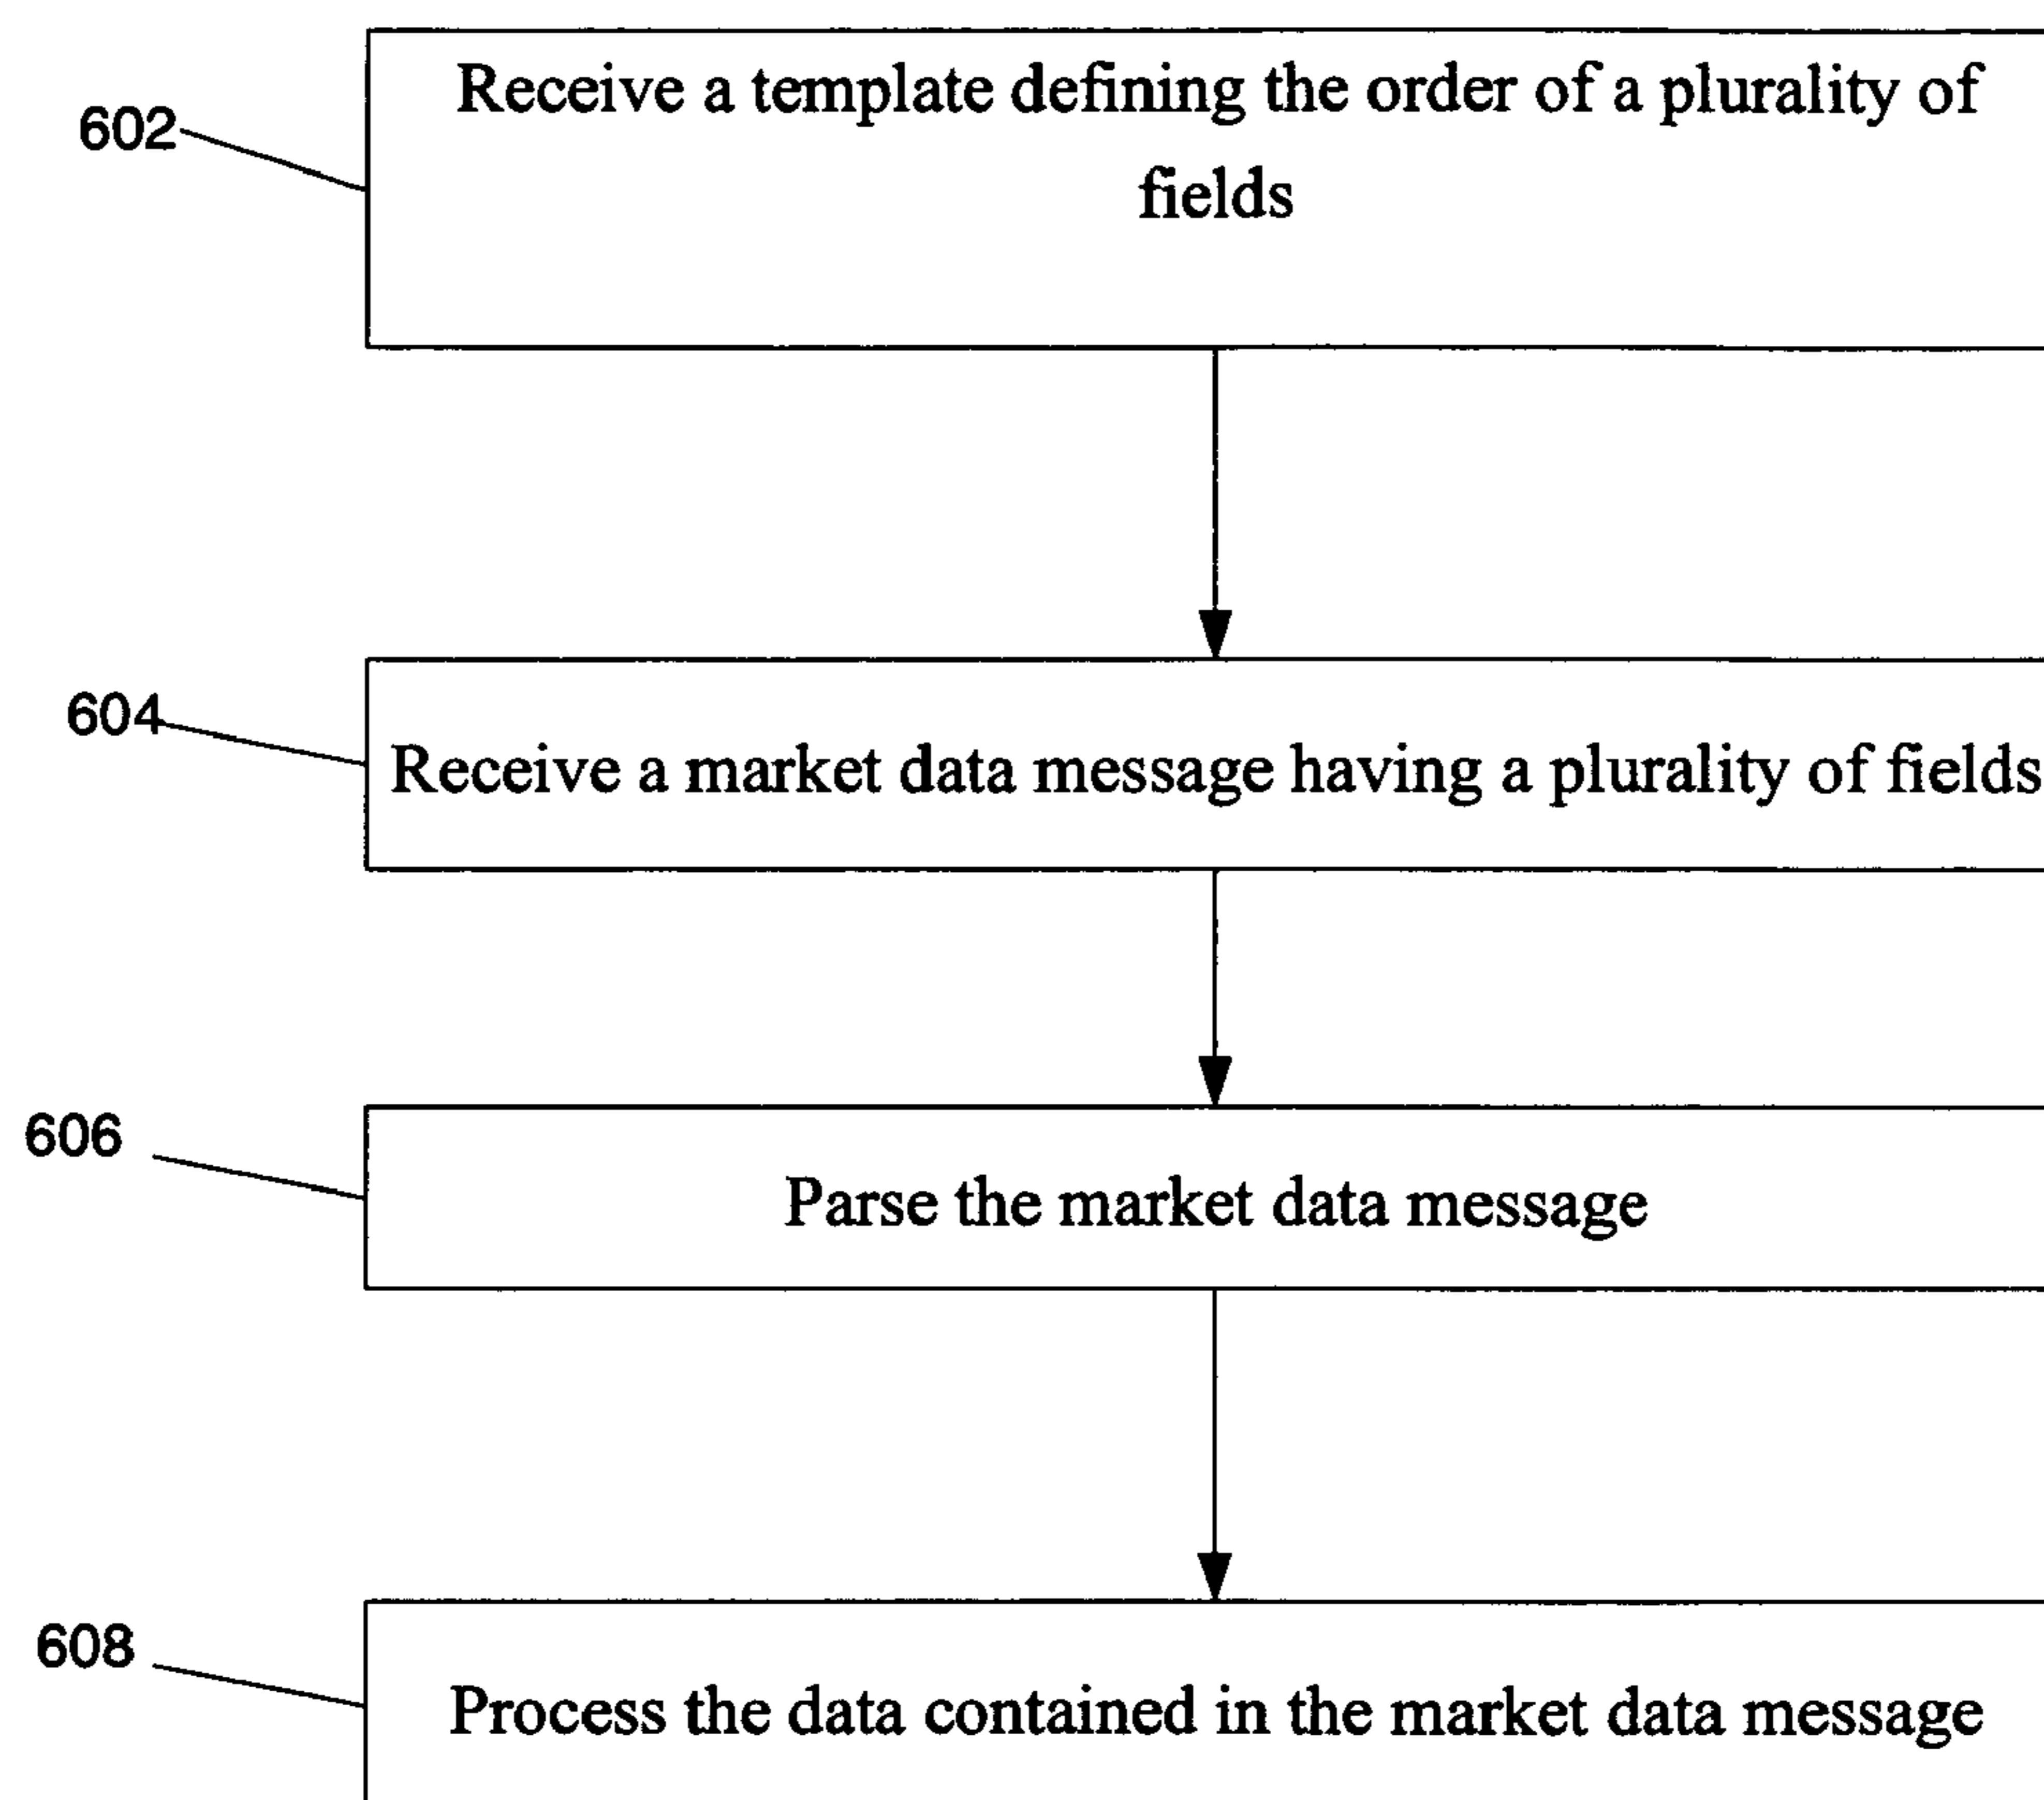 602
Receive a template defining the order of a plurality of
fields
604
Receive a market data message having a plurality of fields
606
Parse the market data message
608
Process the data contained in the market data message